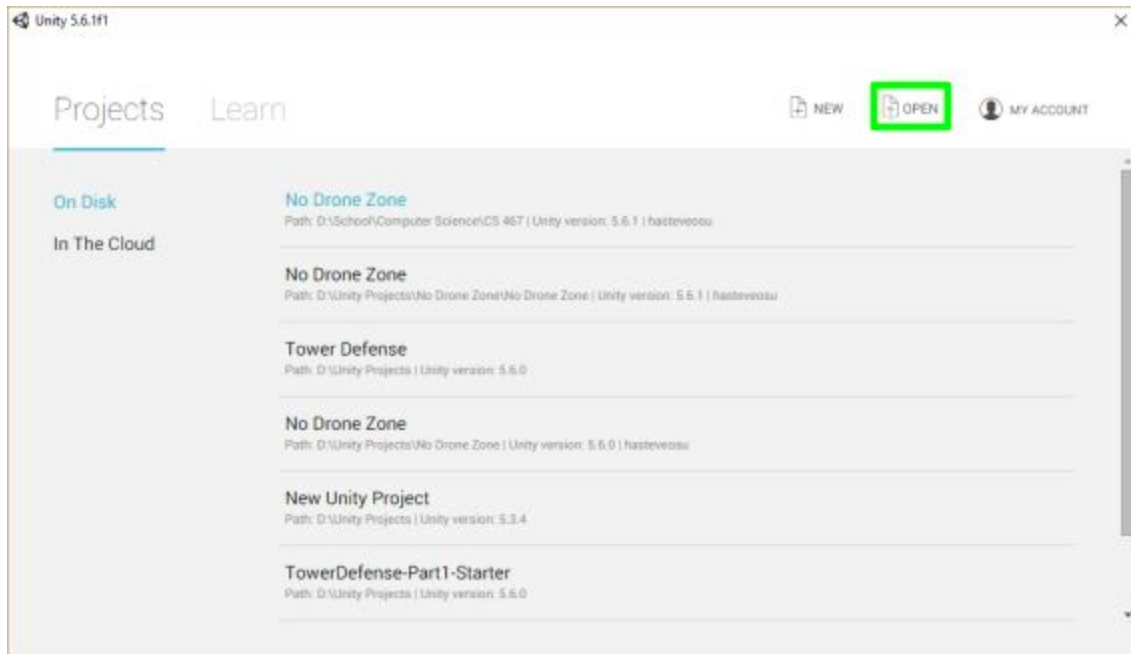 Unity 5.6.1f1
Projects Learn NEW OPEN MY ACCOUNT
On Disk
In The Cloud
No Drone Zone
Path: D:\School\Computer Science\CS 467 | Unity version: 5.6.1 | hasteveosu
No Drone Zone
Path: D:\Unity Projects\No Drone Zone\No Drone Zone | Unity version: 5.6.1 | hasteveosu
Tower Defense
Path: D:\Unity Projects | Unity version: 5.6.0
No Drone Zone
Path: D:\Unity Projects\No Drone Zone | Unity version: 5.6.0 | hasteveosu
New Unity Project
Path: D:\Unity Projects | Unity version: 5.3.4
TowerDefense-Part1-Starter
Path: D:\Unity Projects | Unity version: 5.6.0